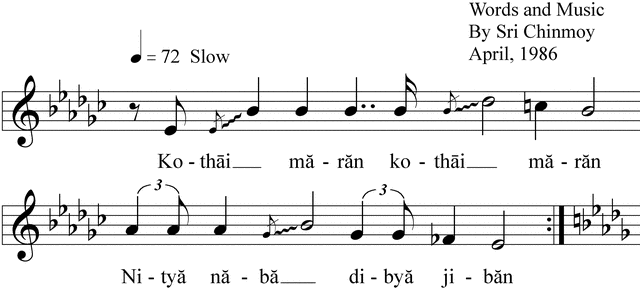 Words and Music
By Sri Chinmoy
♩ = 72 Slow
April, 1986
Ko - thāi mă - răn ko - thāi mă - răn
3 3
Ni - tyă nă - bă di - byă ji - băn